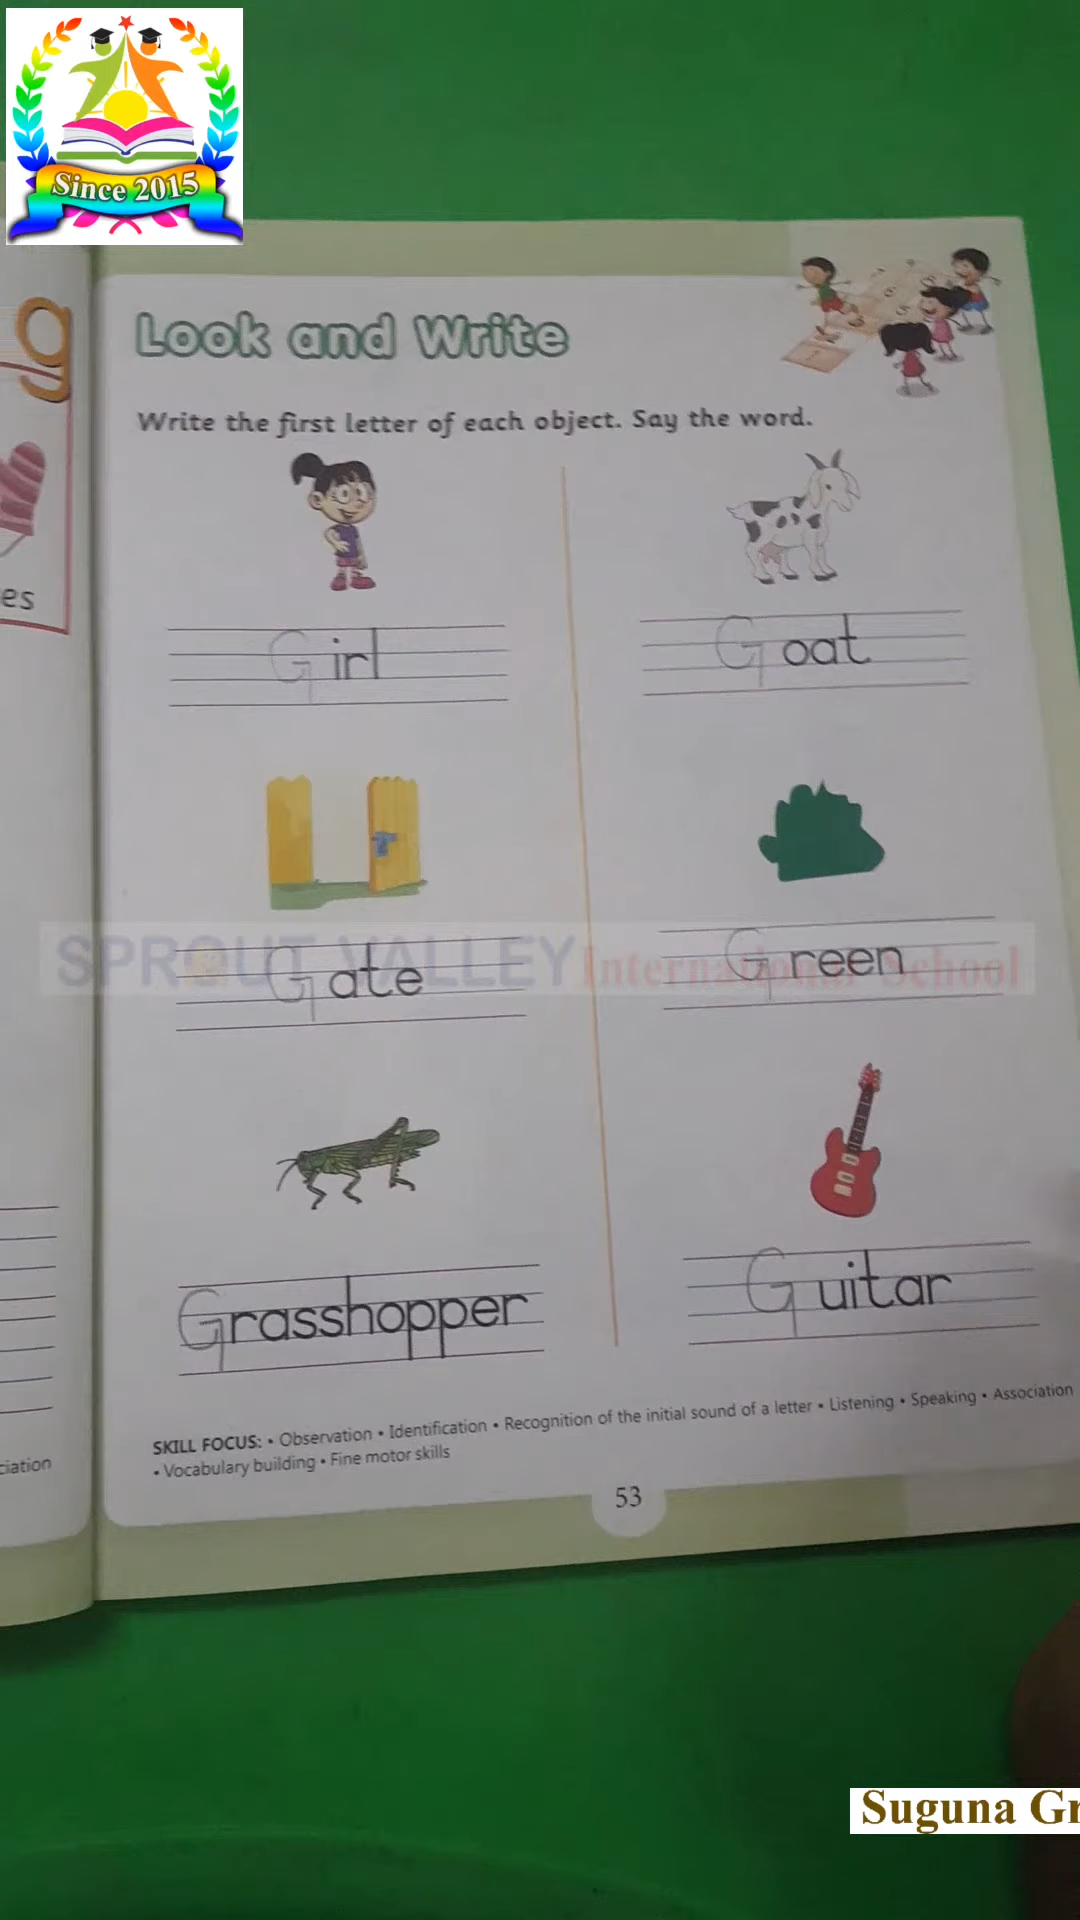 Since 2015
g
es
Look and Write
Write the first letter of each object. Say the word.
Girl
Goat
Gate
Green
SPROUT VALLEY International School
Grasshopper
Guitar
SKILL FOCUS: • Observation • Identification • Recognition of the initial sound of a letter • Listening • Speaking • Association
• Vocabulary building • Fine motor skills
ciation
53
Suguna Gr